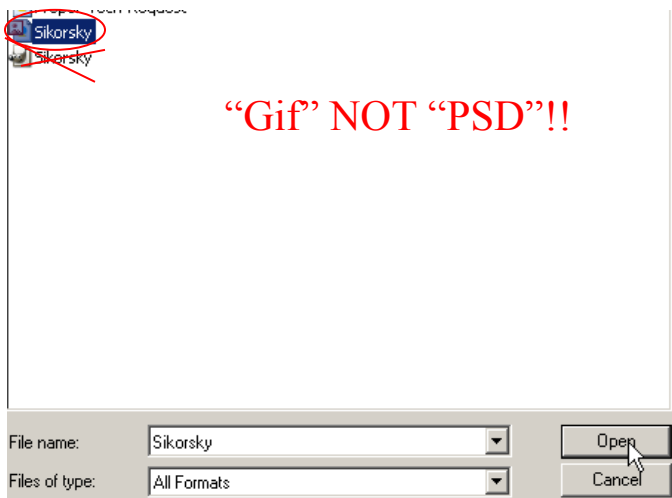 Sikorsky
Sikorsky
“Gif” NOT “PSD”!!
File name:
Sikorsky
Open
Files of type:
All Formats
Cancel